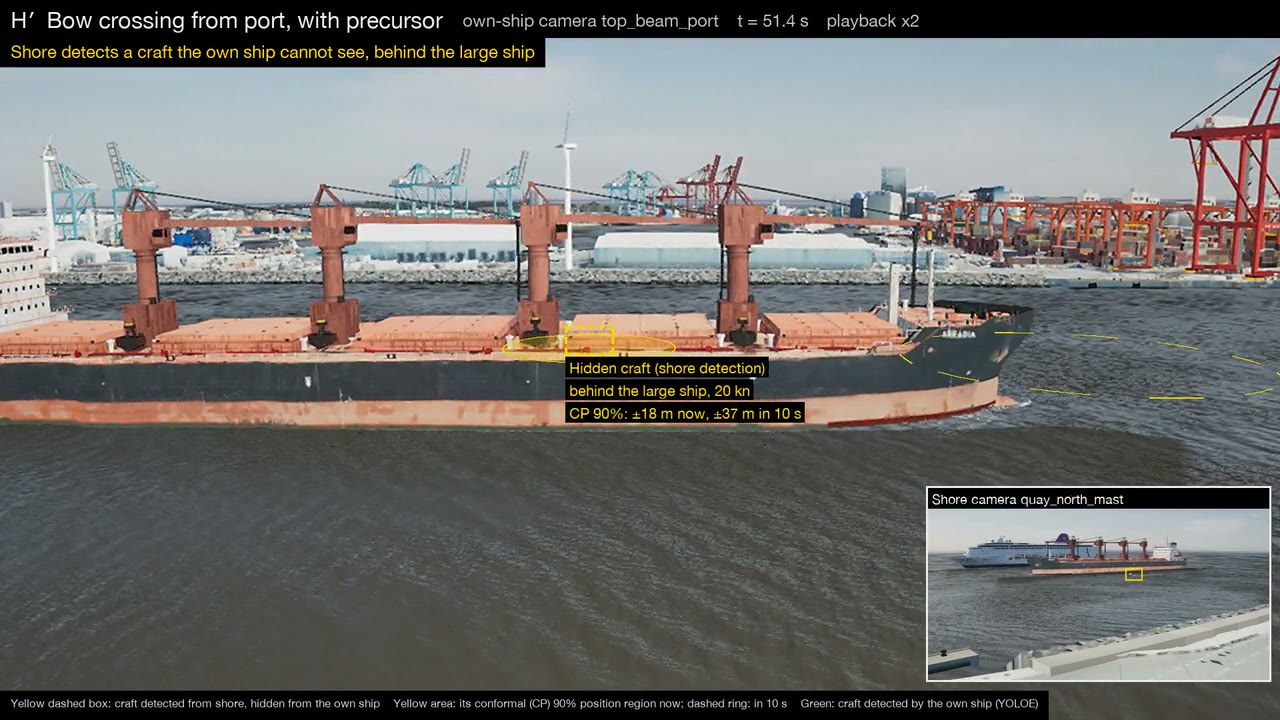 H′ Bow crossing from port, with precursor own-ship camera top_beam_port t = 51.4 s playback x2
Shore detects a craft the own ship cannot see, behind the large ship
ARCADIA
Hidden craft (shore detection)
behind the large ship, 20 kn
CP 90%: ±18 m now, ±37 m in 10 s
Shore camera quay_north_mast
Yellow dashed box: craft detected from shore, hidden from the own ship Yellow area: its conformal (CP) 90% position region now; dashed ring: in 10 s Green: craft detected by the own ship (YOLOE)